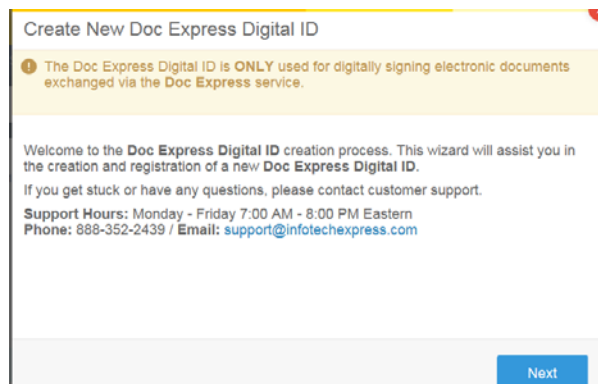 Create New Doc Express Digital ID
The Doc Express Digital ID is ONLY used for digitally signing electronic documents
exchanged via the Doc Express service.
Welcome to the Doc Express Digital ID creation process. This wizard will assist you in
the creation and registration of a new Doc Express Digital ID.
If you get stuck or have any questions, please contact customer support.
Support Hours: Monday - Friday 7:00 AM - 8:00 PM Eastern
Phone: 888-352-2439 / Email: support@infotechexpress.com
Next